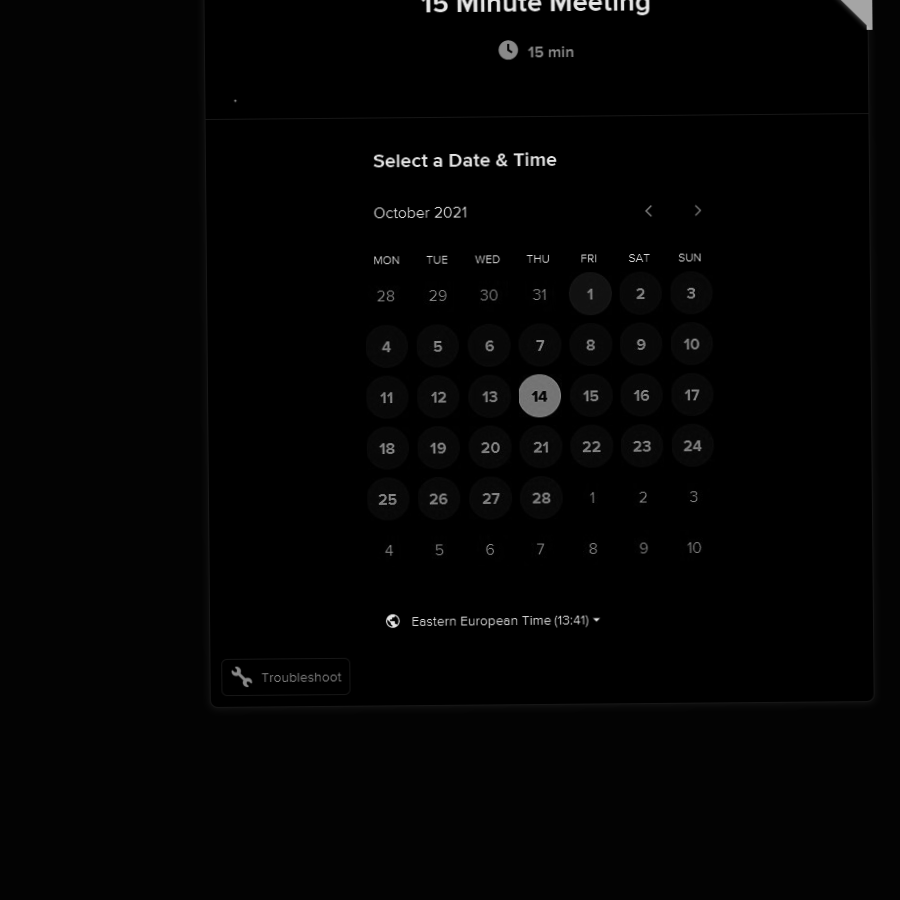 15 Minute Meeting
15 min
Select a Date & Time
October 2021
MON TUE WED THU FRI SAT SUN
28 29 30 31 1 2 3
4 5 6 7 8 9 10
11 12 13 14 15 16 17
18 19 20 21 22 23 24
25 26 27 28 1 2 3
4 5 6 7 8 9 10
Eastern European Time (13:41)
Troubleshoot